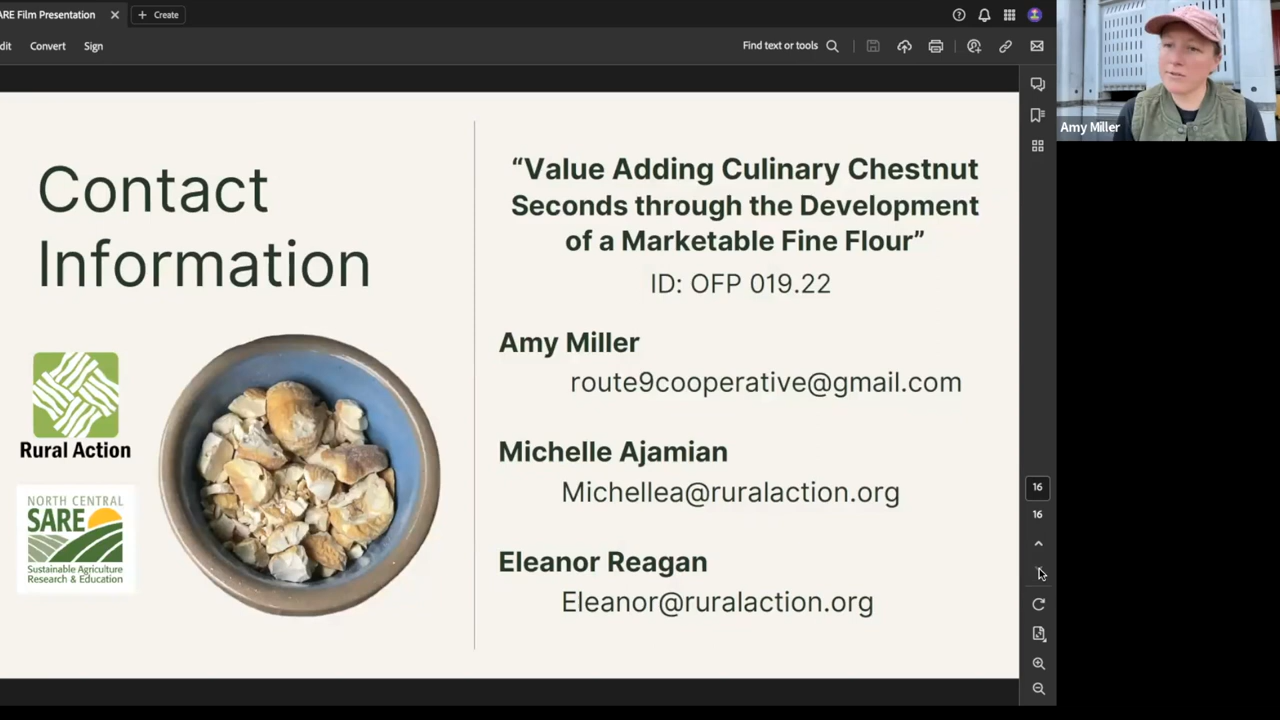 ARE Film Presentation
Create
dit
Convert
Sign
Find text or tools
Contact
Information
Rural Action
NORTH CENTRAL
SARE
Sustainable Agriculture
Research & Education
“Value Adding Culinary Chestnut
Seconds through the Development
of a Marketable Fine Flour”
ID: OFP 019.22
Amy Miller
route9cooperative@gmail.com
Michelle Ajamian
Michellea@ruralaction.org
Eleanor Reagan
Eleanor@ruralaction.org
16
16
Amy Miller